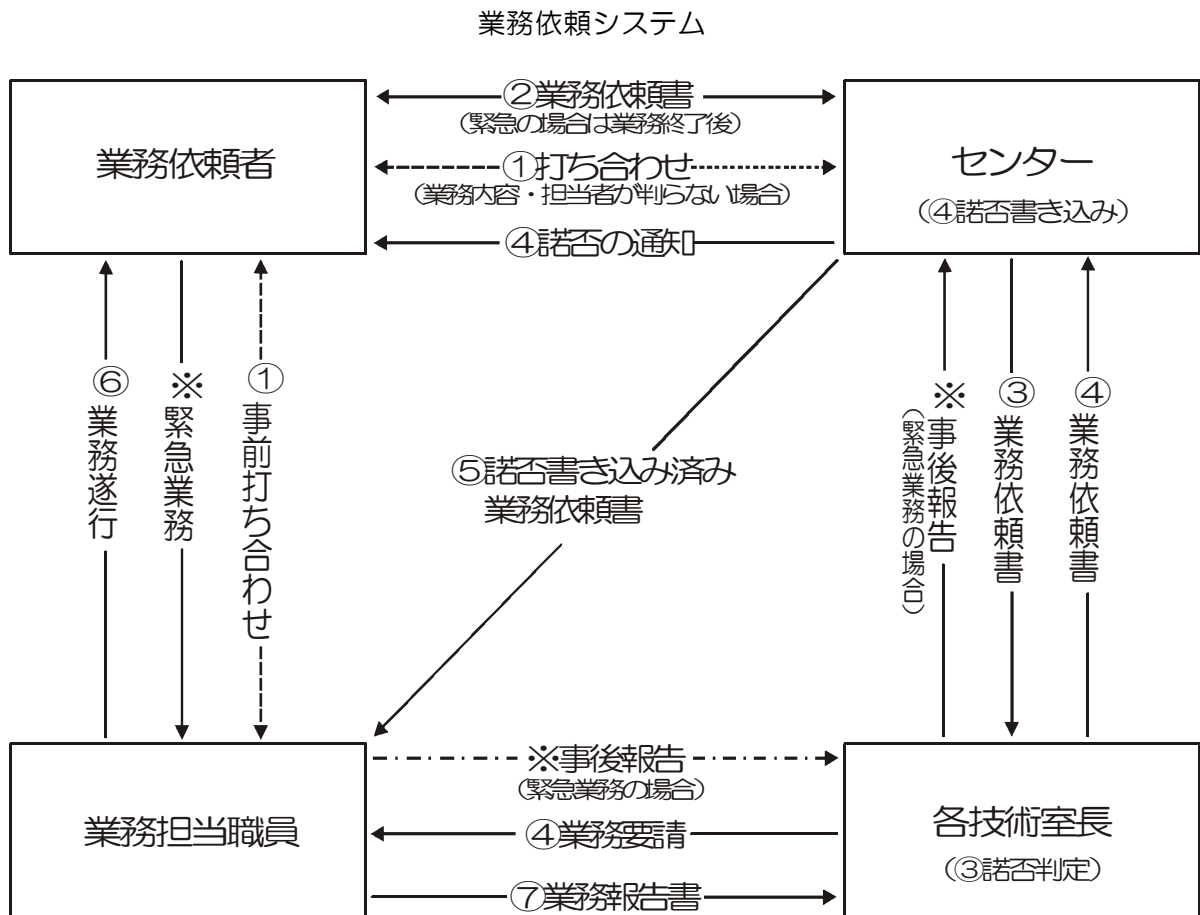 業務依頼システム
②業務依頼書
（緊急の場合は業務終了後）
業務依頼者
①打ち合わせ
（業務内容・担当者が判らない場合）
センター
（④諾否書き込み）
④諾否の通知
⑥業務遂行
※緊急業務
①事前打ち合わせ
⑤諾否書き込み済み
業務依頼書
※事後報告
（緊急業務の場合）
③業務依頼書
④業務依頼書
※事後報告
（緊急業務の場合）
業務担当職員
④業務要請
各技術室長
（③諾否判定）
⑦業務報告書